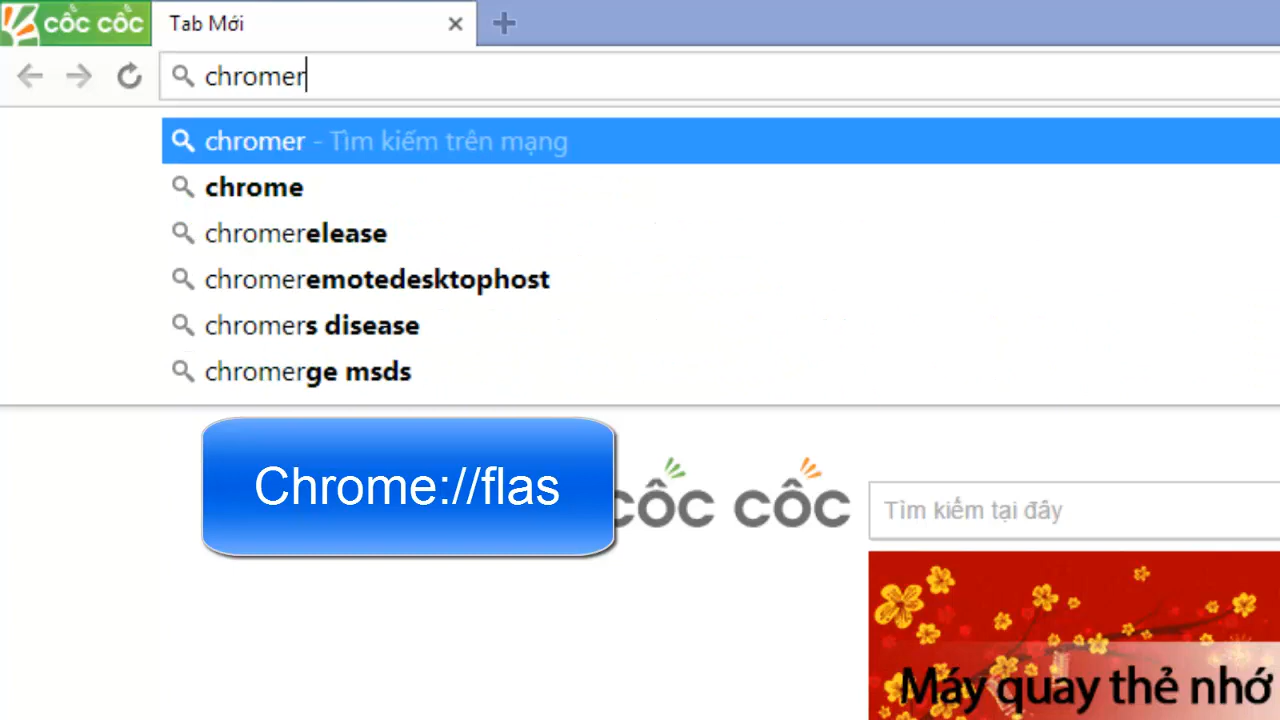 cốc cốc
Tab Mới
chromer
chromer - Tìm kiếm trên mạng
chrome
chromerelease
chromeremotedesktophost
chromers disease
chromerge msds
Chrome://flas
cốc cốc
Tìm kiếm tại đây
Máy quay thẻ nhớ